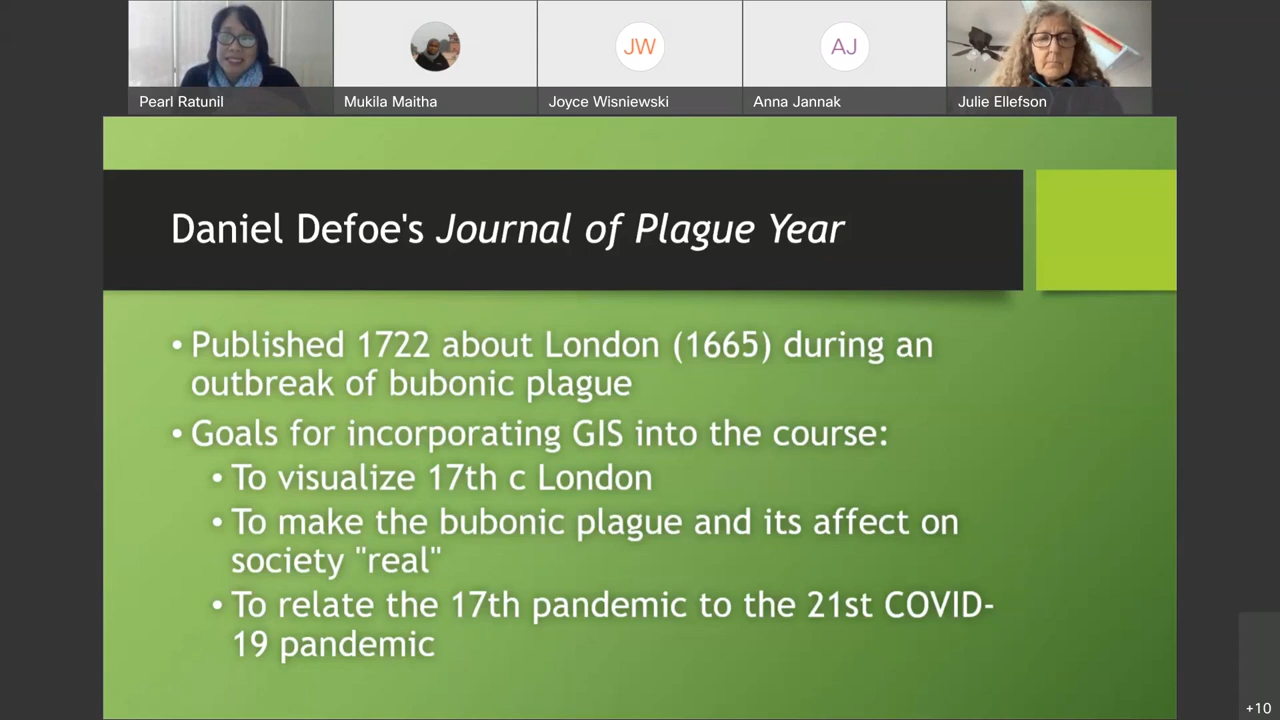 JW
AJ
Pearl Ratunil
Mukila Maitha
Joyce Wisniewski
Anna Jannak
Julie Ellefson
Daniel Defoe's Journal of Plague Year
• Published 1722 about London (1665) during an
outbreak of bubonic plague
• Goals for incorporating GIS into the course:
• To visualize 17th c London
• To make the bubonic plague and its affect on
society "real"
• To relate the 17th pandemic to the 21st COVID-
19 pandemic
+10